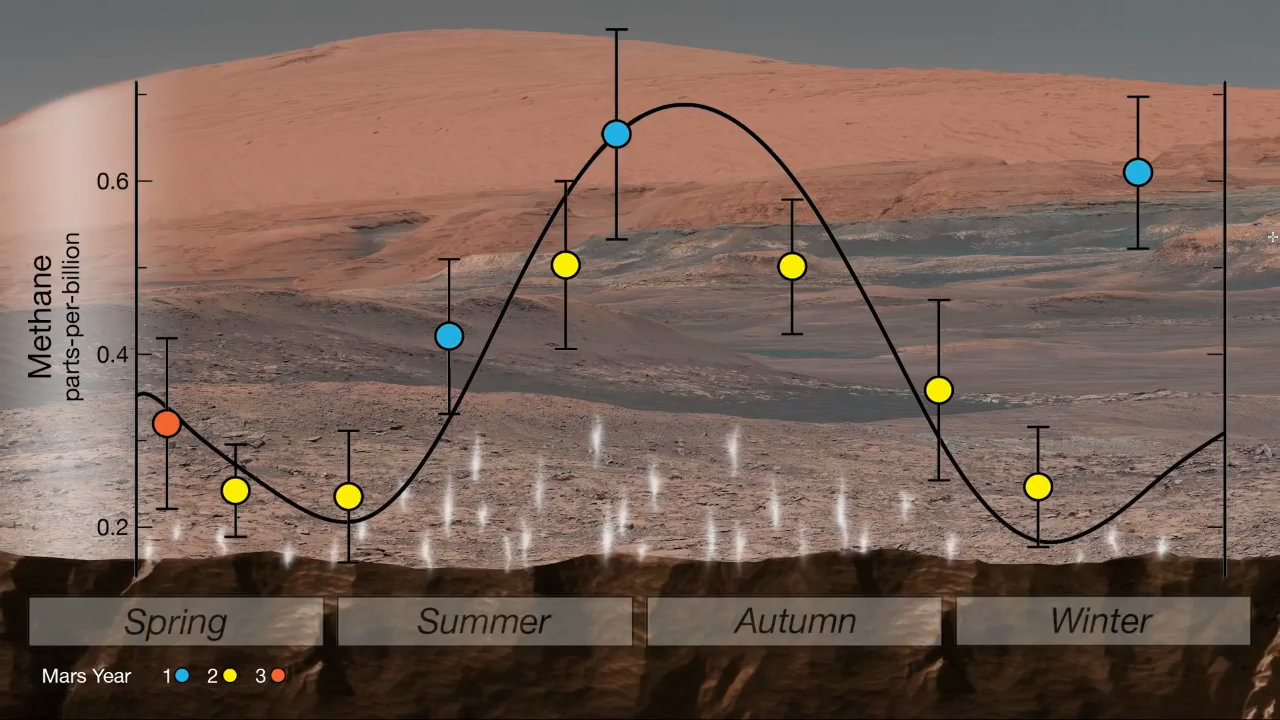 0.6
0.4
0.2
Methane
parts-per-billion
Spring Summer Autumn Winter
Mars Year 1 2 3